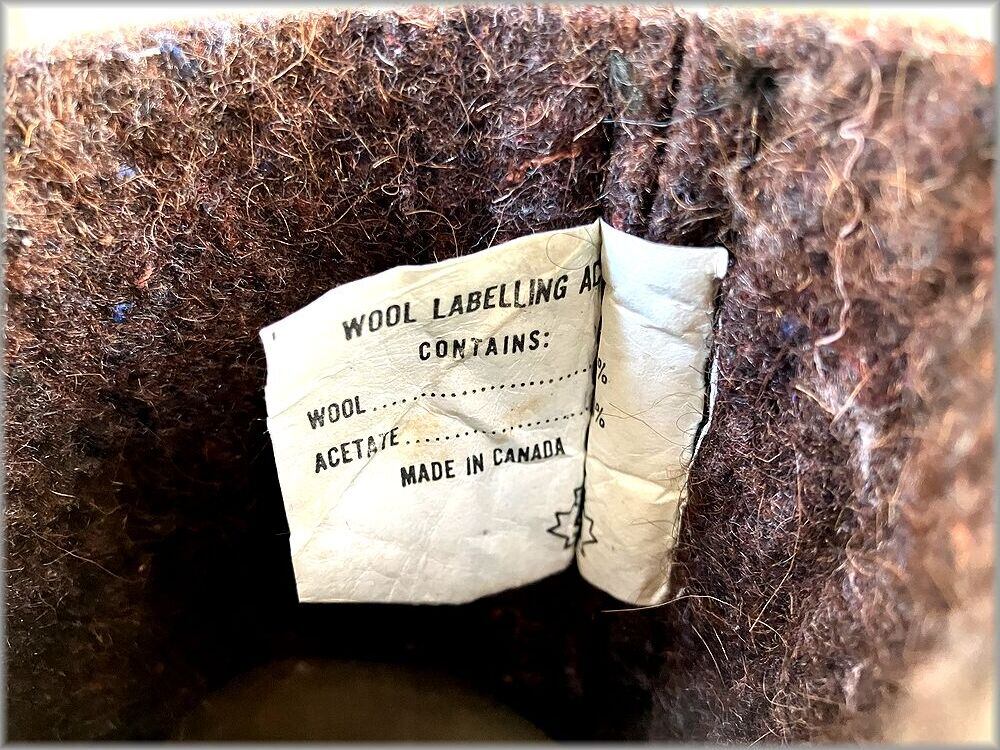 WOOL LABELLING AC
CONTAINS:
WOOL ........................ %
ACETATE ........................ %
MADE IN CANADA